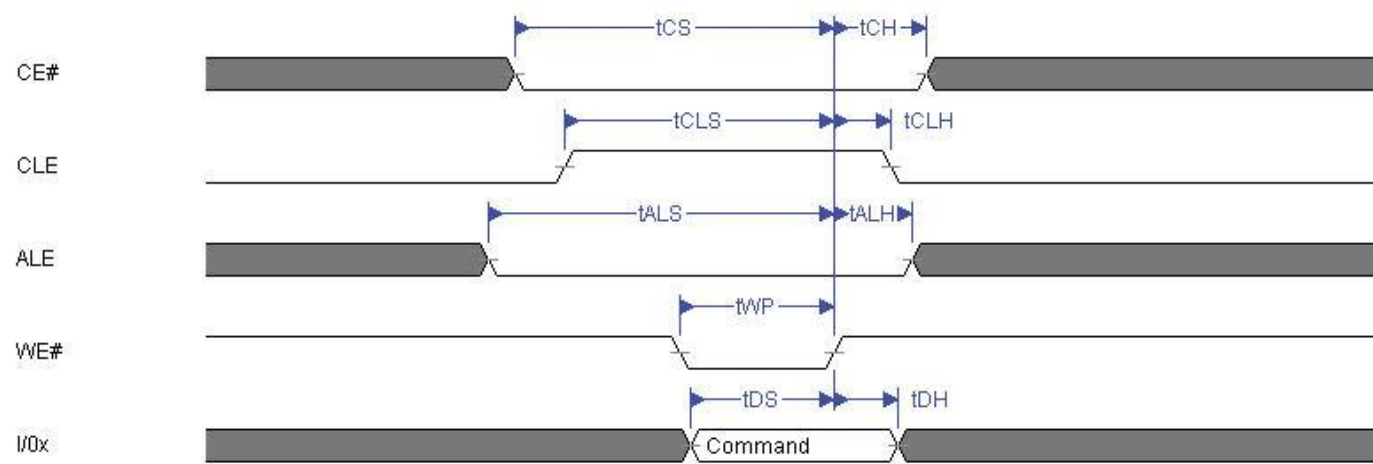 tCS tCH
CE#
tCLS tCLH
CLE
tALS tALH
ALE
tWP
WE#
tDS tDH
I/0x Command